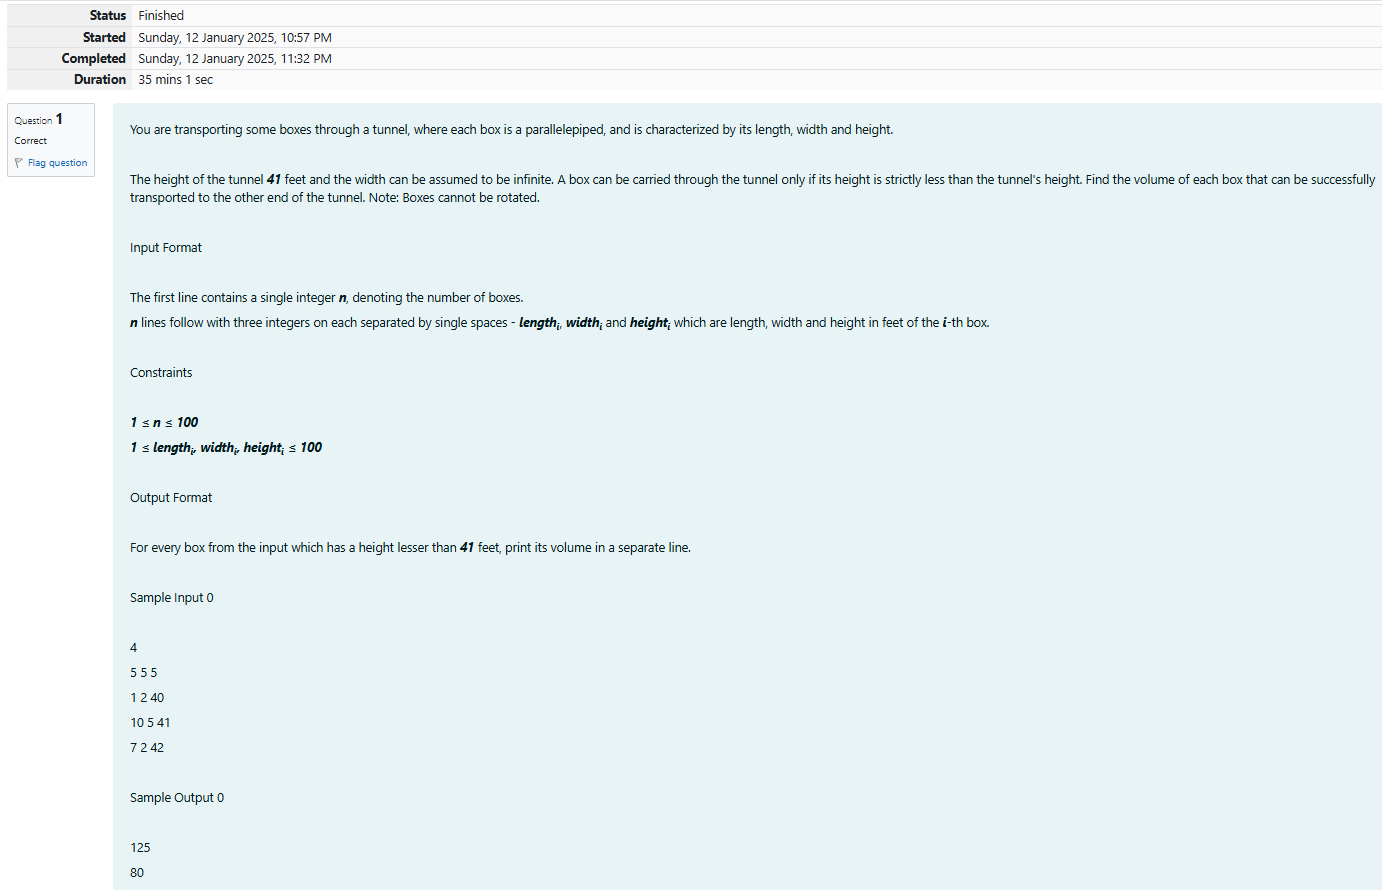 Status Finished
Started Sunday, 12 January 2025, 10:57 PM
Completed Sunday, 12 January 2025, 11:32 PM
Duration 35 mins 1 sec
Question 1
Correct
Flag question
You are transporting some boxes through a tunnel, where each box is a parallelepiped, and is characterized by its length, width and height.
The height of the tunnel 41 feet and the width can be assumed to be infinite. A box can be carried through the tunnel only if its height is strictly less than the tunnel's height. Find the volume of each box that can be successfully
transported to the other end of the tunnel. Note: Boxes cannot be rotated.
Input Format
The first line contains a single integer n, denoting the number of boxes.
n lines follow with three integers on each separated by single spaces - lengthᵢ, widthᵢ and heightᵢ which are length, width and height in feet of the i-th box.
Constraints
1 ≤ n ≤ 100
1 ≤ lengthᵢ, widthᵢ, heightᵢ ≤ 100
Output Format
For every box from the input which has a height lesser than 41 feet, print its volume in a separate line.
Sample Input 0
4
5 5 5
1 2 40
10 5 41
7 2 42
Sample Output 0
125
80